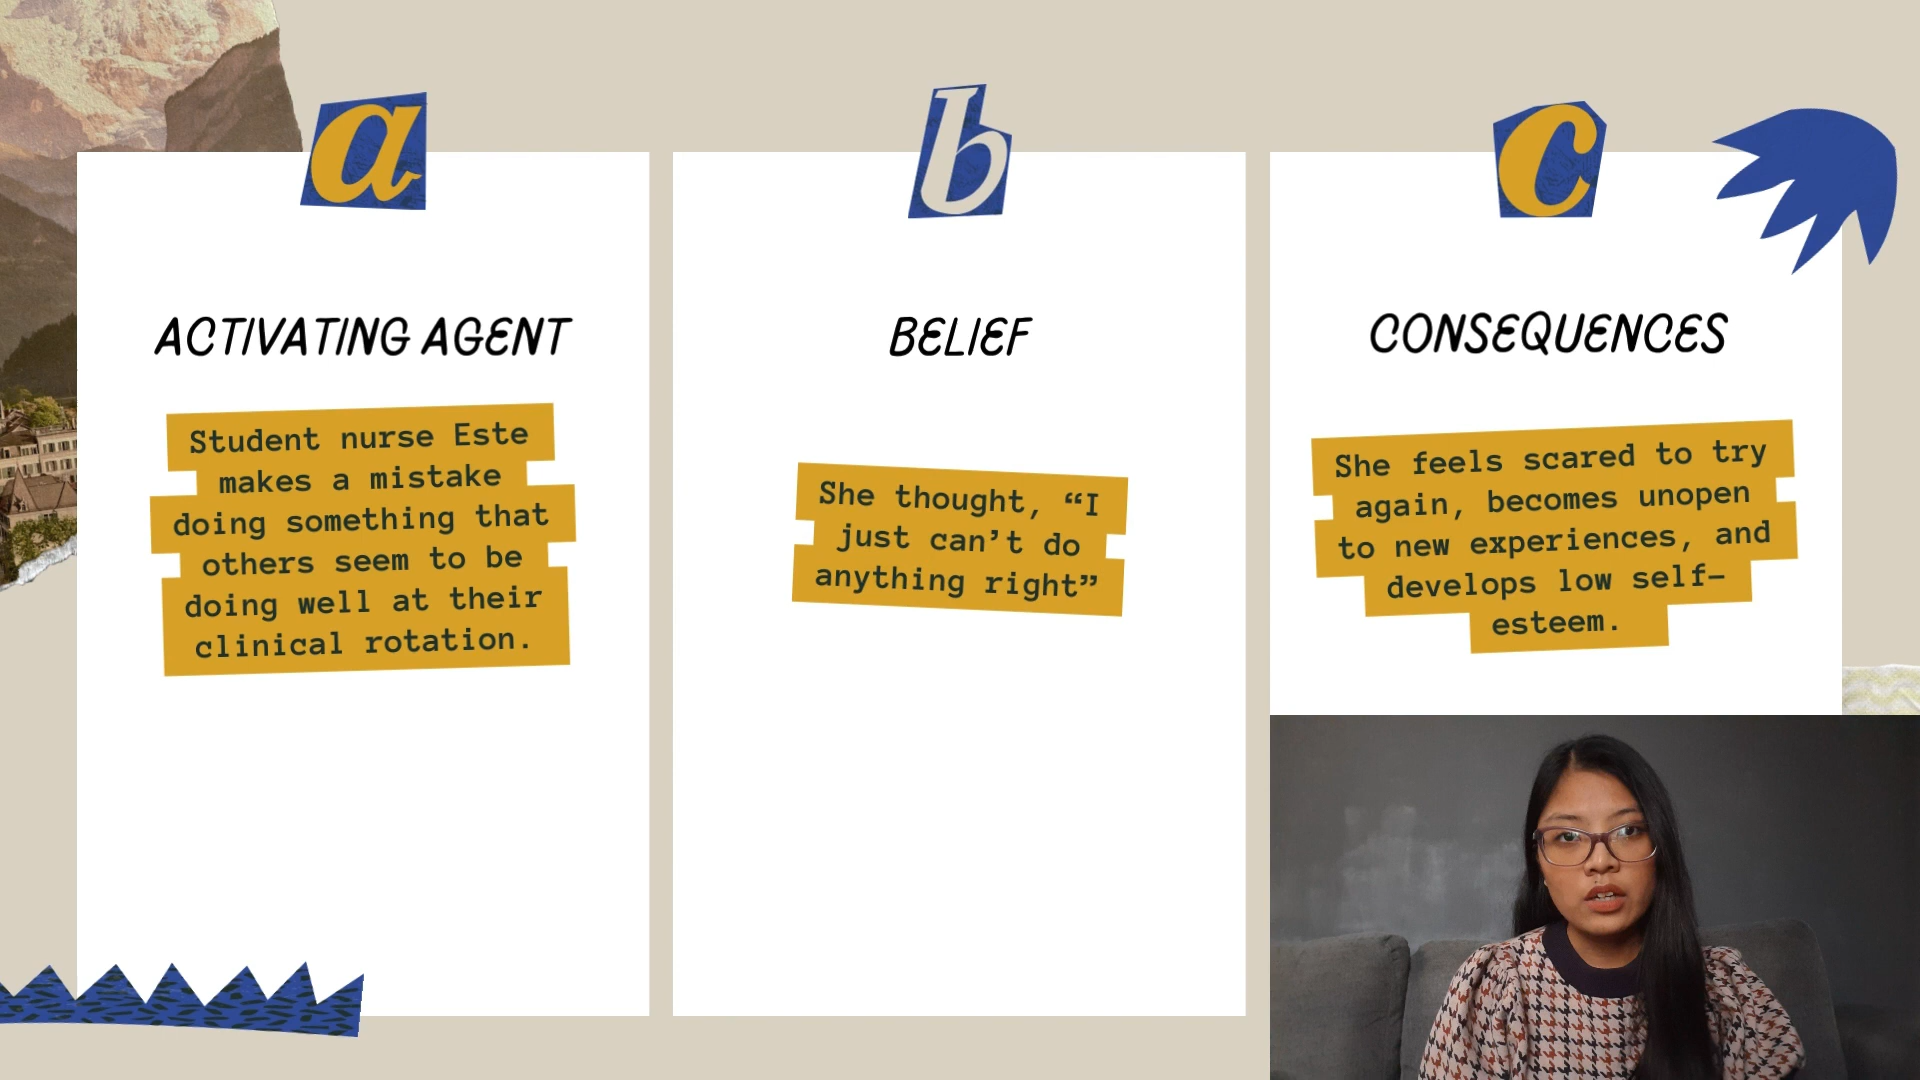 a
ACTIVATING AGENT
Student nurse Este
makes a mistake
doing something that
others seem to be
doing well at their
clinical rotation.
b
BELIEF
She thought, “I
just can’t do
anything right”
c
CONSEQUENCES
She feels scared to try
again, becomes unopen
to new experiences, and
develops low self-
esteem.